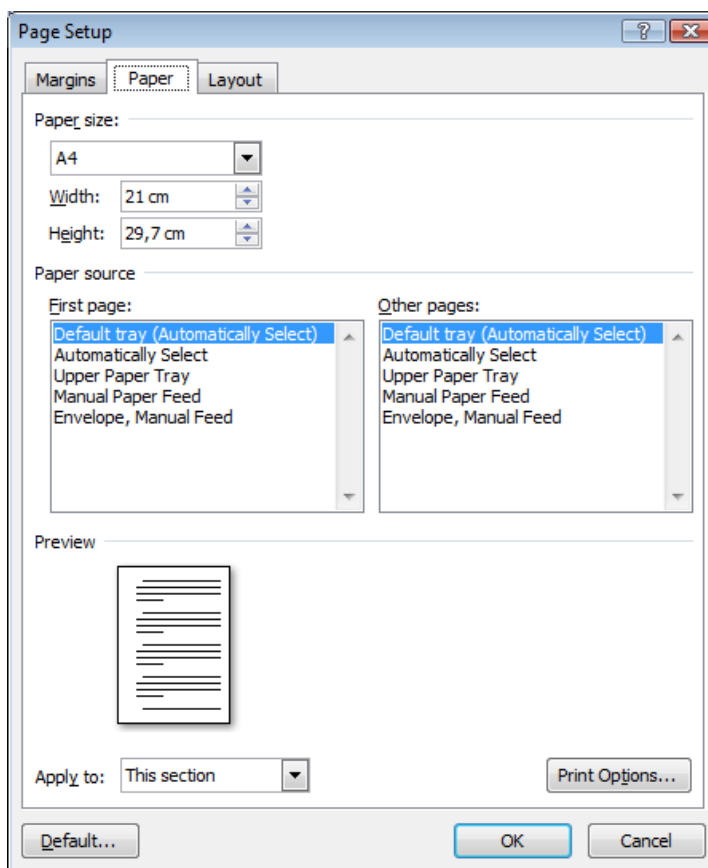 Page Setup
Margins Paper Layout
Paper size:
A4
Width: 21 cm
Height: 29,7 cm
Paper source
First page:
Default tray (Automatically Select)
Automatically Select
Upper Paper Tray
Manual Paper Feed
Envelope, Manual Feed
Other pages:
Default tray (Automatically Select)
Automatically Select
Upper Paper Tray
Manual Paper Feed
Envelope, Manual Feed
Preview
Apply to: This section
Print Options...
Default... OK Cancel